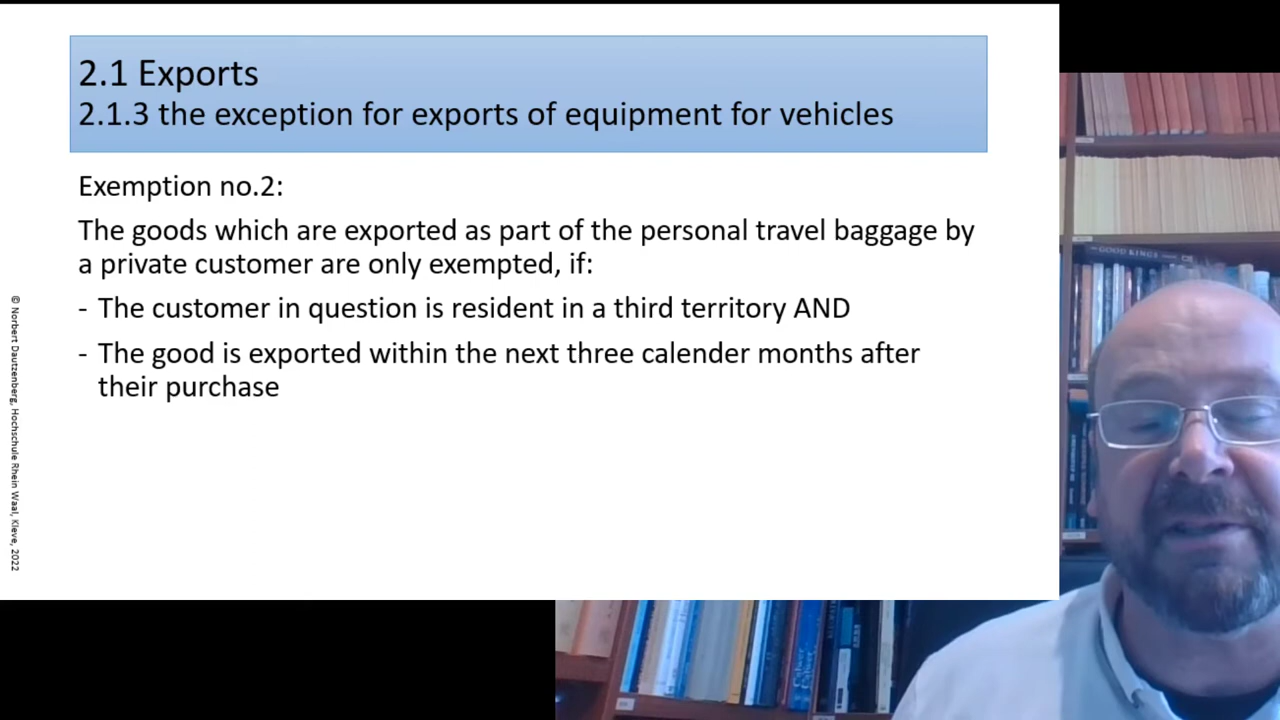 2.1 Exports
2.1.3 the exception for exports of equipment for vehicles
Exemption no.2:
The goods which are exported as part of the personal travel baggage by
a private customer are only exempted, if:
- The customer in question is resident in a third territory AND
- The good is exported within the next three calender months after
their purchase
© Norbert Dautzenberg, Hochschule Rhein Waal, Kleve, 2022
GOOD KINGS